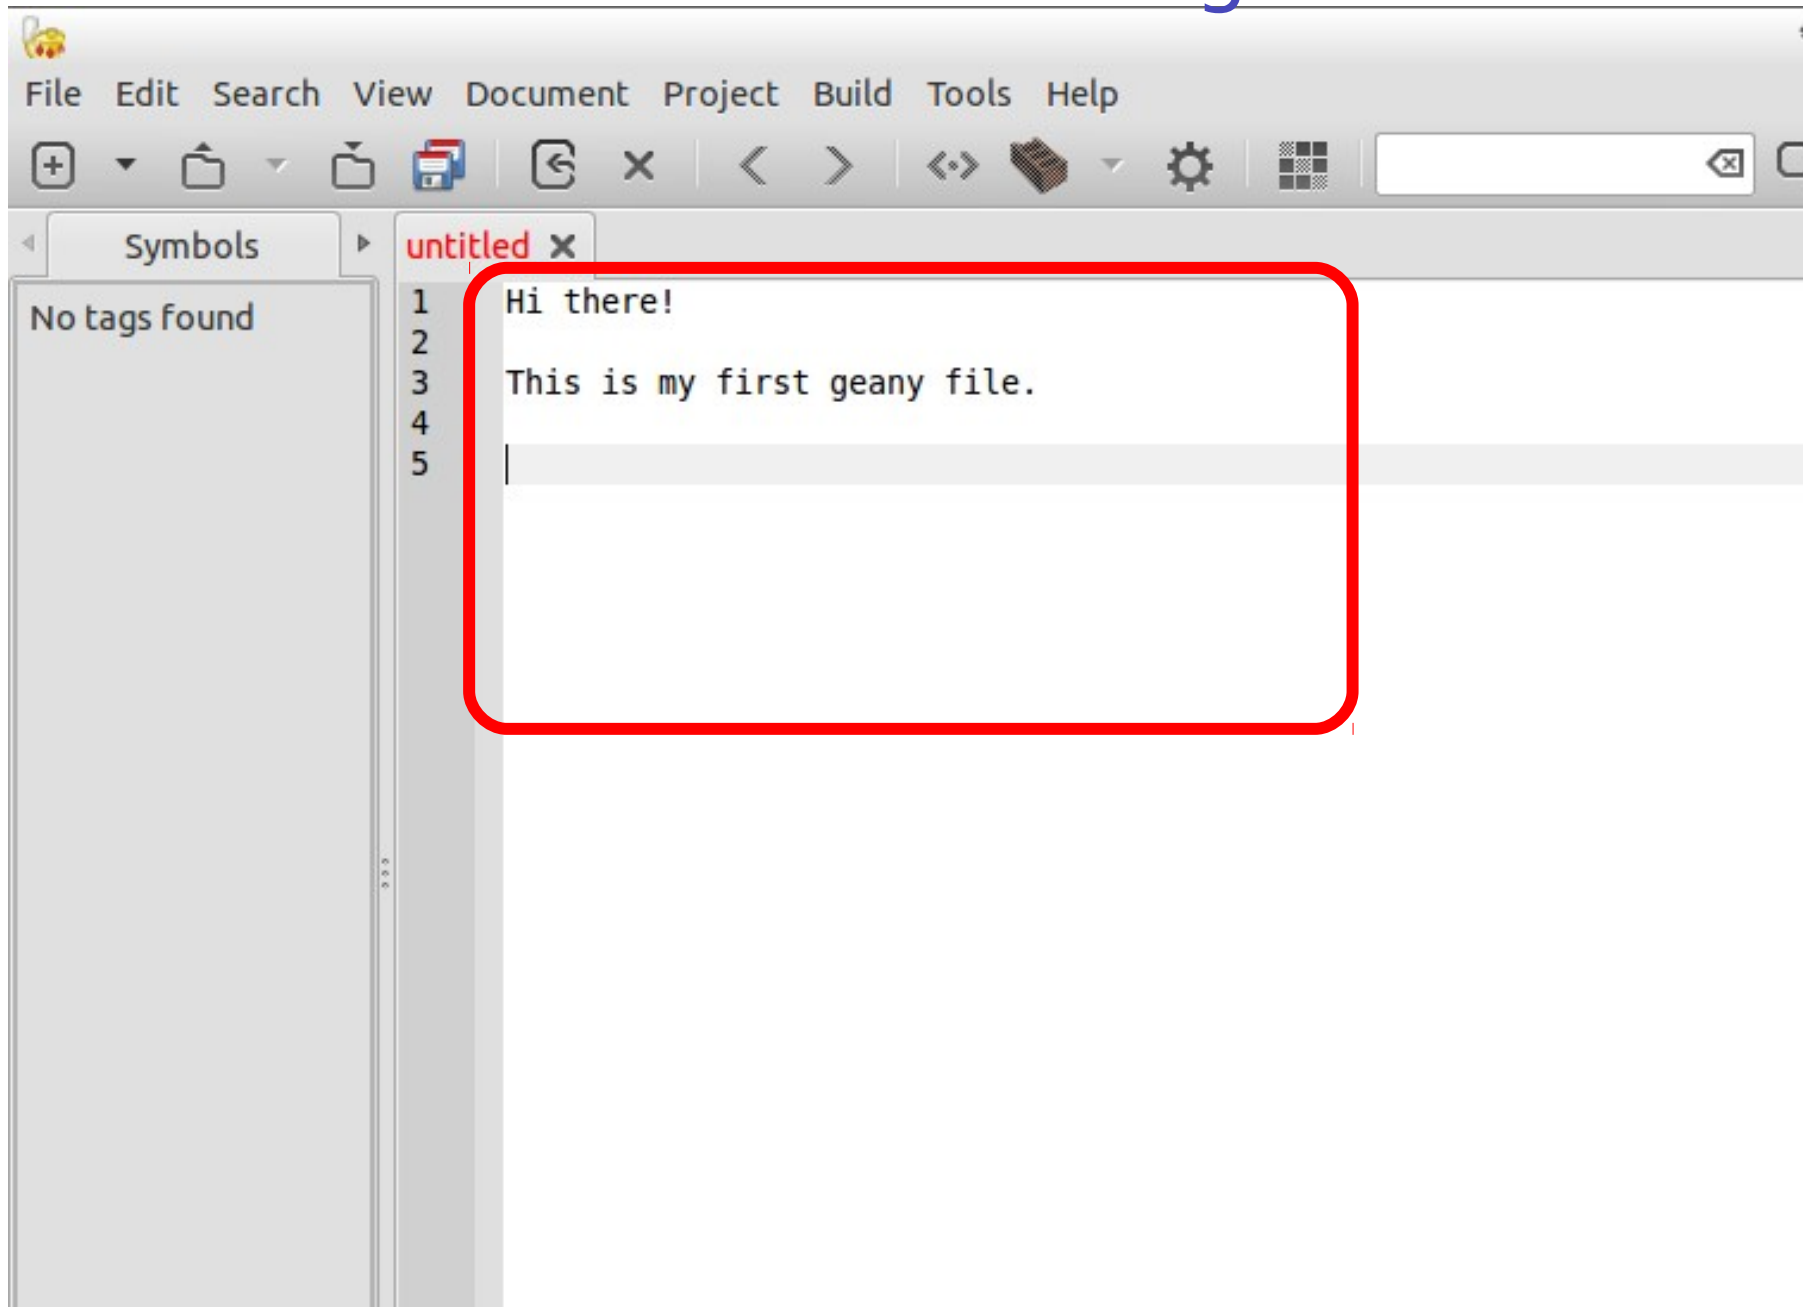 File Edit Search View Document Project Build Tools Help
Symbols untitled
No tags found
1 Hi there!
2
3 This is my first geany file.
4
5